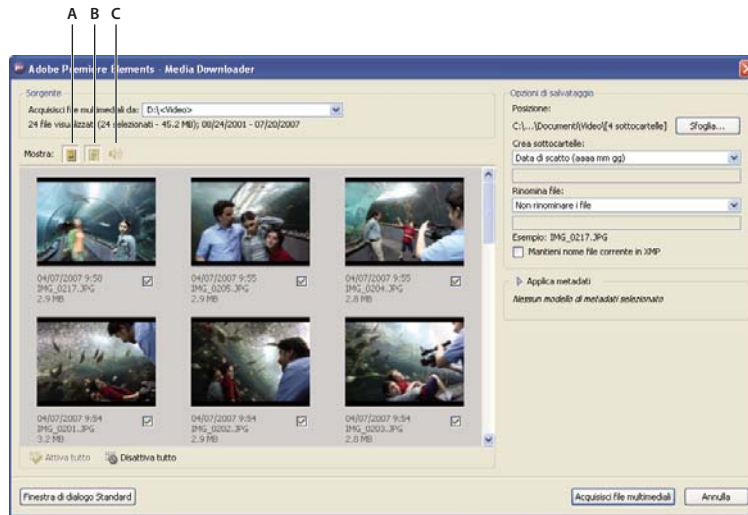 A B C
Adobe Premiere Elements - Media Downloader
Sorgente
Acquisisci file multimediali da: D:\<Video>
24 file visualizzati (24 selezionati - 45.2 MB); 08/24/2001 - 07/20/2007
Mostra:
04/07/2007 9:58
IMG_0217.JPG
2.9 MB
04/07/2007 9:55
IMG_0205.JPG
2.9 MB
04/07/2007 9:55
IMG_0204.JPG
2.8 MB
04/07/2007 9:54
IMG_0201.JPG
3.2 MB
04/07/2007 9:54
IMG_0202.JPG
2.9 MB
04/07/2007 9:54
IMG_0203.JPG
2.8 MB
Attiva tutto Disattiva tutto
Opzioni di salvataggio
Posizione:
C:\...\Documenti\Video\[4 sottocartelle] Sfoglia...
Crea sottocartelle:
Data di scatto (aaaa mm gg)
Rinomina file:
Non rinominare i file
Esempio: IMG_0217.JPG
Mantieni nome file corrente in XMP
Applica metadati
Nessun modello di metadati selezionato
Finestra di dialogo Standard Acquisisci file multimediali Annulla